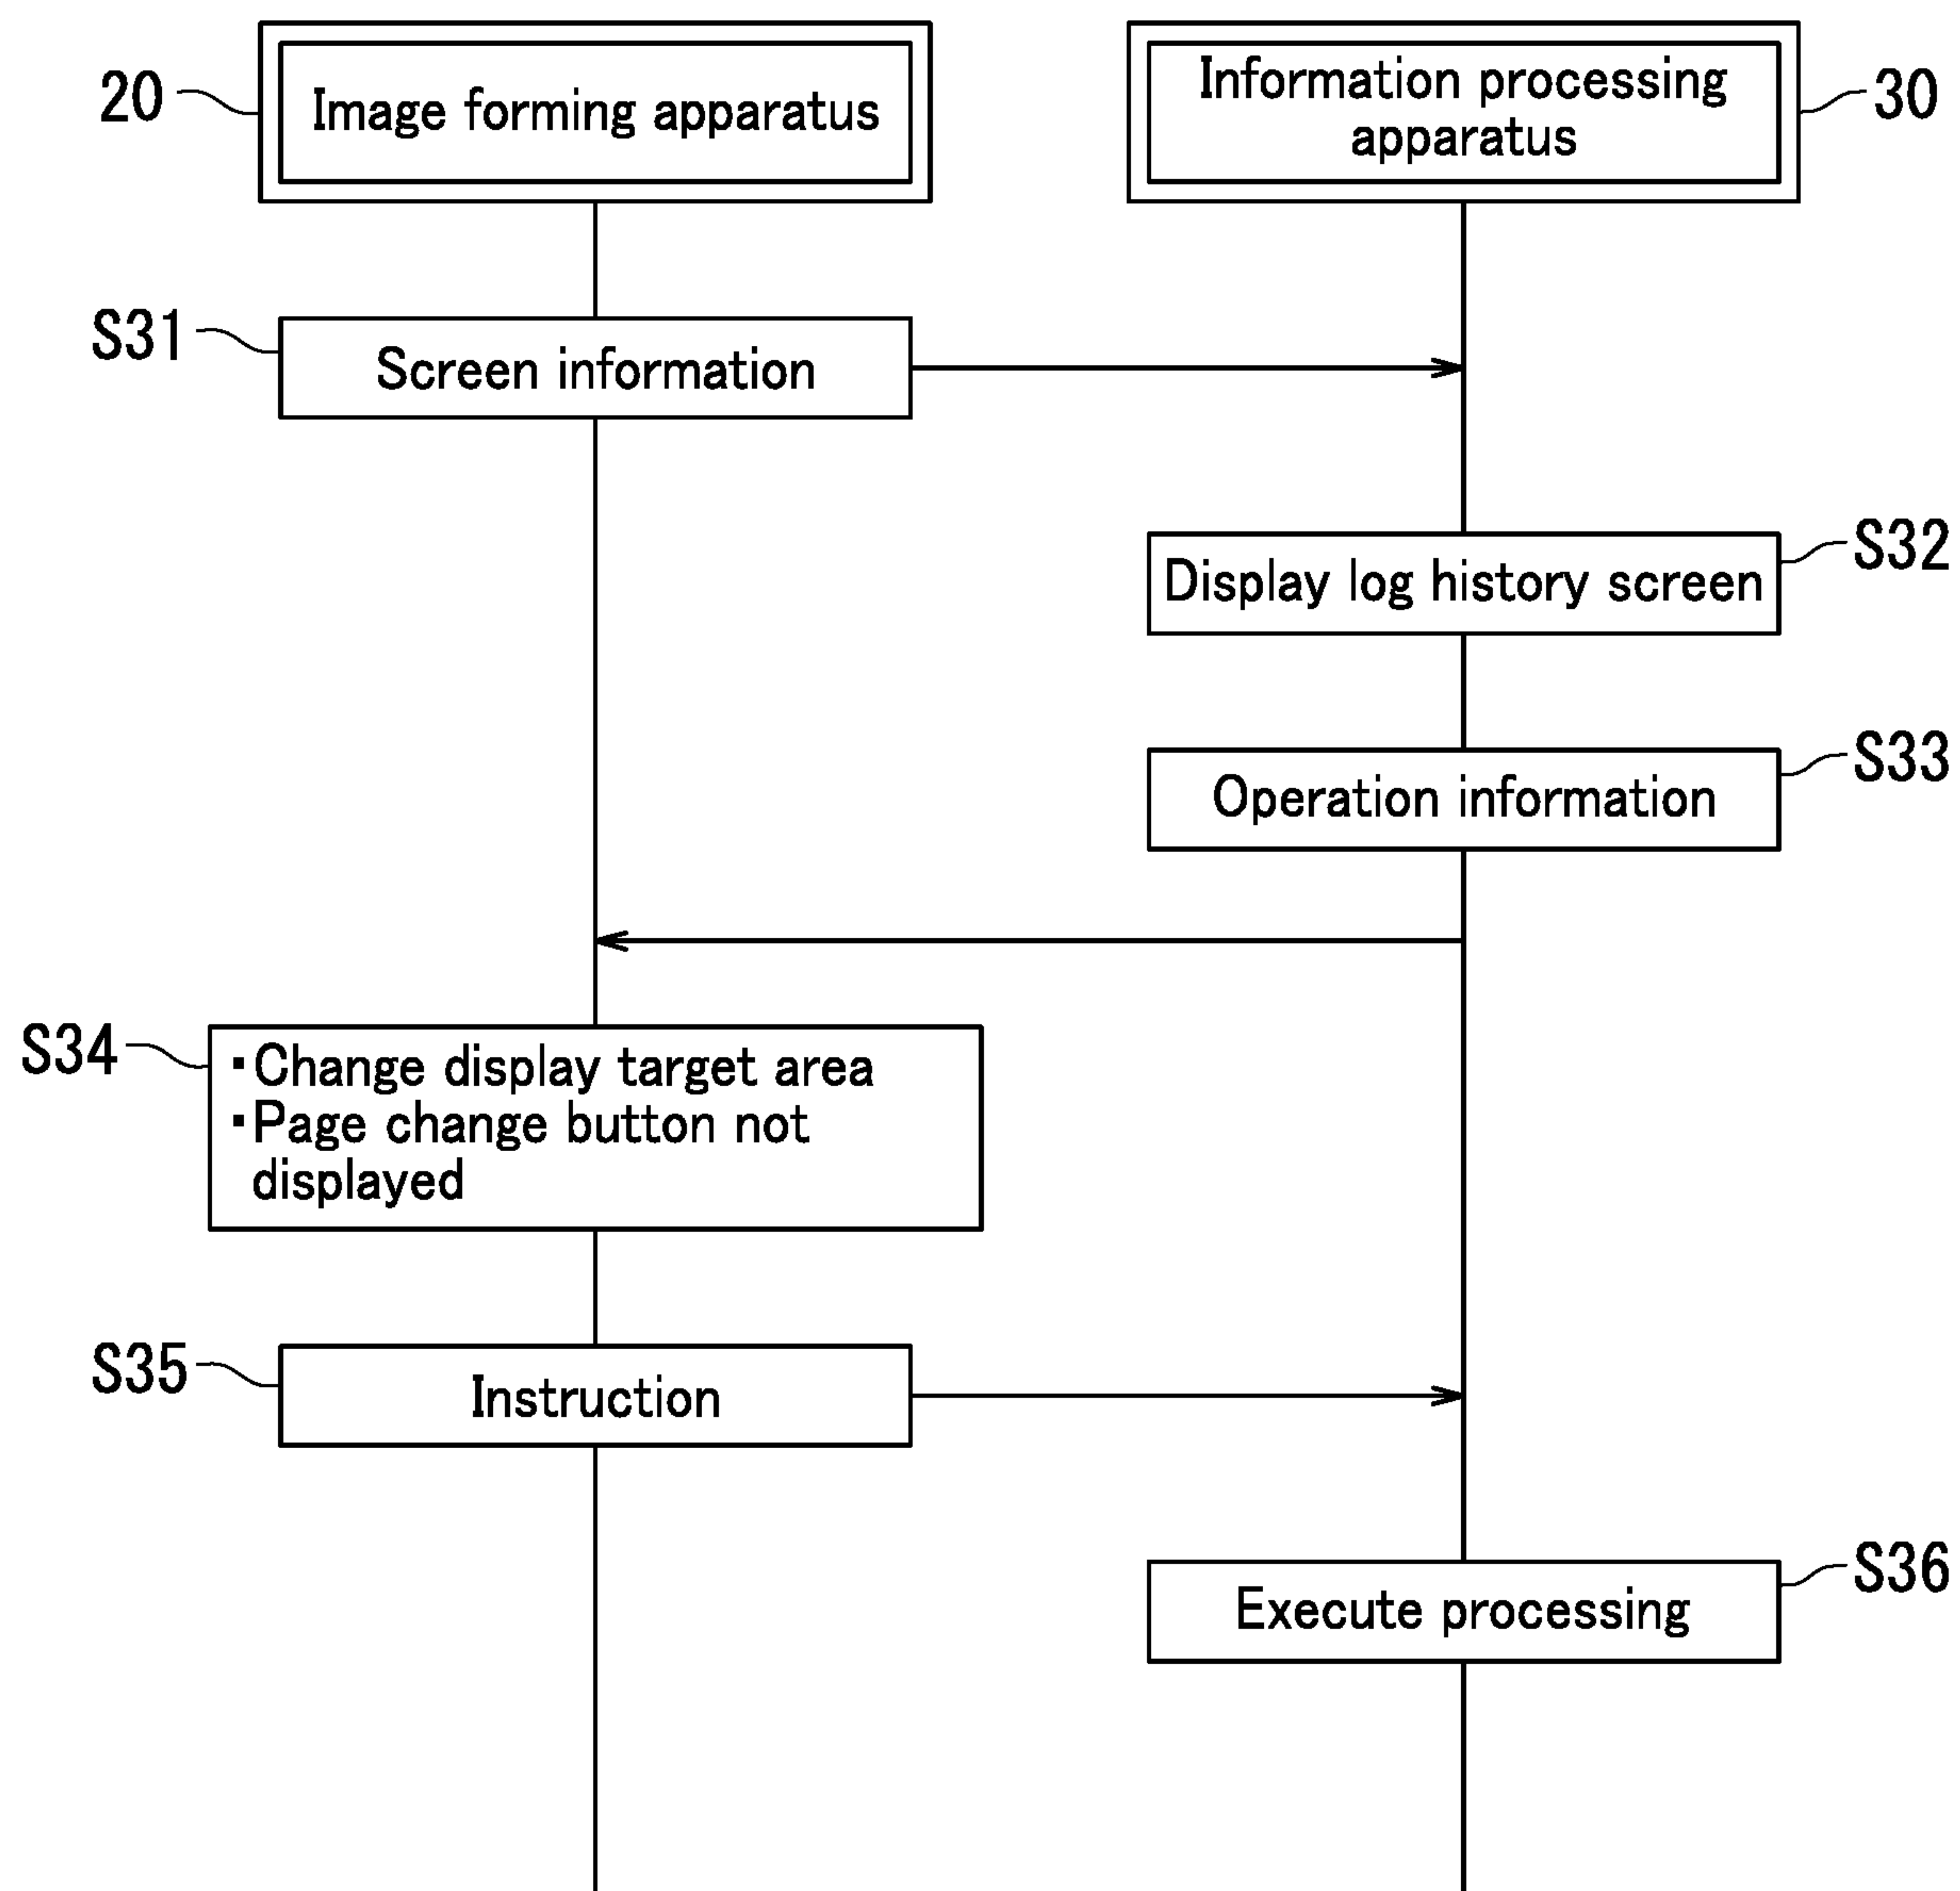 20
Image forming apparatus
Information processing
apparatus
30
S31
Screen information
S32
Display log history screen
S33
Operation information
S34
▪Change display target area
▪Page change button not
displayed
S35
Instruction
S36
Execute processing